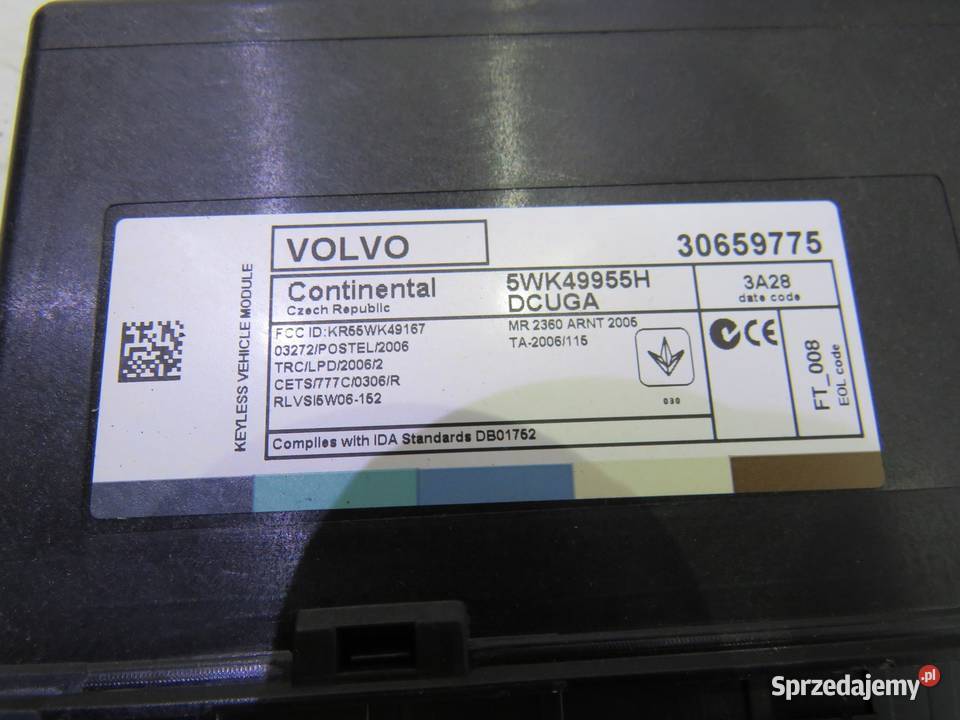 VOLVO
30659775
KEYLESS VEHICLE MODULE
Continental
Czech Republic
5WK49955H
DCUGA
3A28
date code
FCC ID:KR55WK49167
03272/POSTEL/2006
TRC/LPD/2006/2
CETS/777C/0306/R
RLVSI5W06-152
MR 2360 ARNT 2005
TA-2006/115
030
CE
FT_008
EOL code
Complies with IDA Standards DB01752
Sprzedajemy.pl